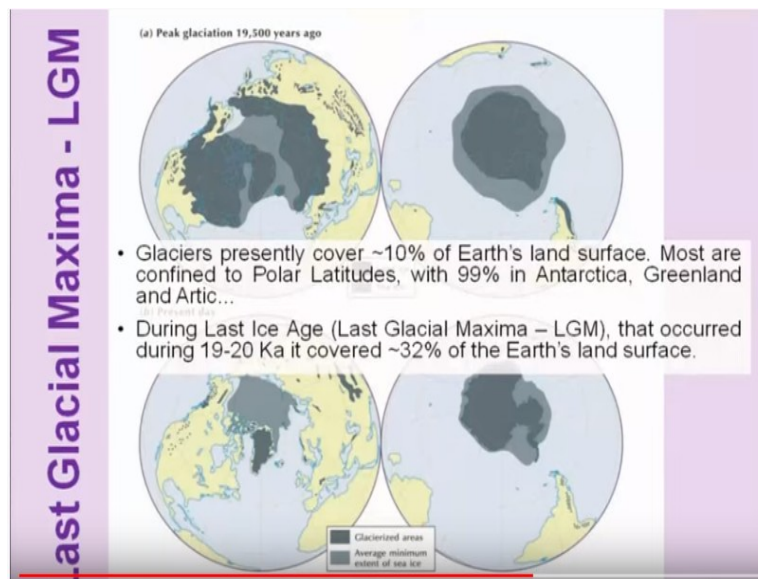 Last Glacial Maxima - LGM
(a) Peak glaciation 19,500 years ago
• Glaciers presently cover ~10% of Earth's land surface. Most are
confined to Polar Latitudes, with 99% in Antarctica, Greenland
and Artic...
(b) Present day
• During Last Ice Age (Last Glacial Maxima – LGM), that occurred
during 19-20 Ka it covered ~32% of the Earth's land surface.
Glacierized areas
Average minimum
extent of sea ice